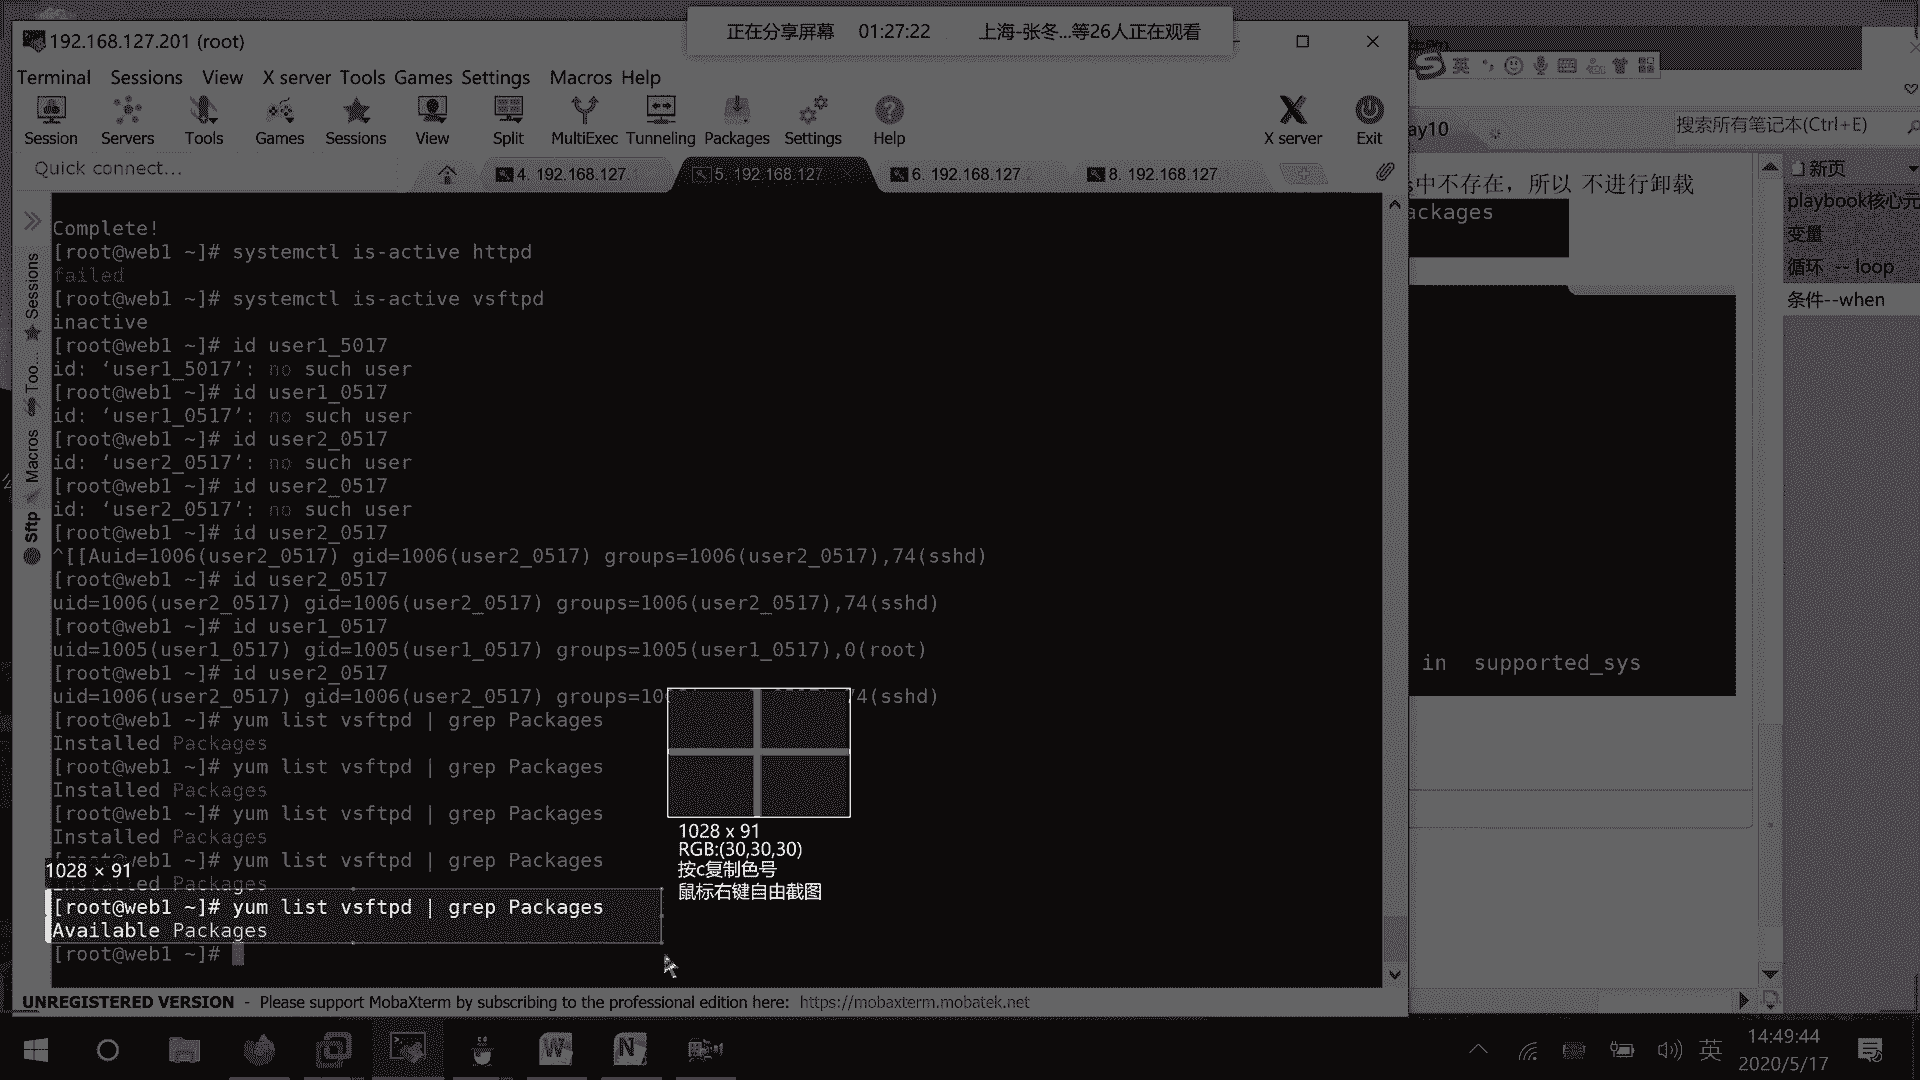 正在分享屏幕 01:27:22 上海-张冬...等26人正在观看
192.168.127.201 (root)
Terminal Sessions View X server Tools Games Settings Macros Help
英
Session Servers Tools Games Sessions View Split MultiExec Tunneling Packages Settings Help X server Exit
ay10
搜索所有笔记本(Ctrl+E)
Quick connect...
4. 192.168.127.
5. 192.168.127
6. 192.168.127.2
8. 192.168.127.
Sessions
Too...
Macros
Sftp
Complete!
[root@web1 ~]# systemctl is-active httpd
failed
[root@web1 ~]# systemctl is-active vsftpd
inactive
[root@web1 ~]# id user1_5017
id: ‘user1_5017’: no such user
[root@web1 ~]# id user1_0517
id: ‘user1_0517’: no such user
[root@web1 ~]# id user2_0517
id: ‘user2_0517’: no such user
[root@web1 ~]# id user2_0517
id: ‘user2_0517’: no such user
[root@web1 ~]# id user2_0517
^[[Auid=1006(user2_0517) gid=1006(user2_0517) groups=1006(user2_0517),74(sshd)
[root@web1 ~]# id user2_0517
uid=1006(user2_0517) gid=1006(user2_0517) groups=1006(user2_0517),74(sshd)
[root@web1 ~]# id user1_0517
uid=1005(user1_0517) gid=1005(user1_0517) groups=1005(user1_0517),0(root)
[root@web1 ~]# id user2_0517
uid=1006(user2_0517) gid=1006(user2_0517) groups=10 74(sshd)
[root@web1 ~]# yum list vsftpd | grep Packages
Installed Packages
[root@web1 ~]# yum list vsftpd | grep Packages
Installed Packages
[root@web1 ~]# yum list vsftpd | grep Packages
Installed Packages
[root@web1 ~]# yum list vsftpd | grep Packages
Installed Packages
[root@web1 ~]# yum list vsftpd | grep Packages
Available Packages
[root@web1 ~]#
1028 × 91
1028 x 91
RGB:(30,30,30)
按c复制色号
鼠标右键自由截图
中不存在，所以 不进行卸载
ackages
in supported_sys
新页
playbook核心元
变量
循环 -- loop
条件--when
UNREGISTERED VERSION - Please support MobaXterm by subscribing to the professional edition here: https://mobaxterm.mobatek.net
英
14:49:44
2020/5/17